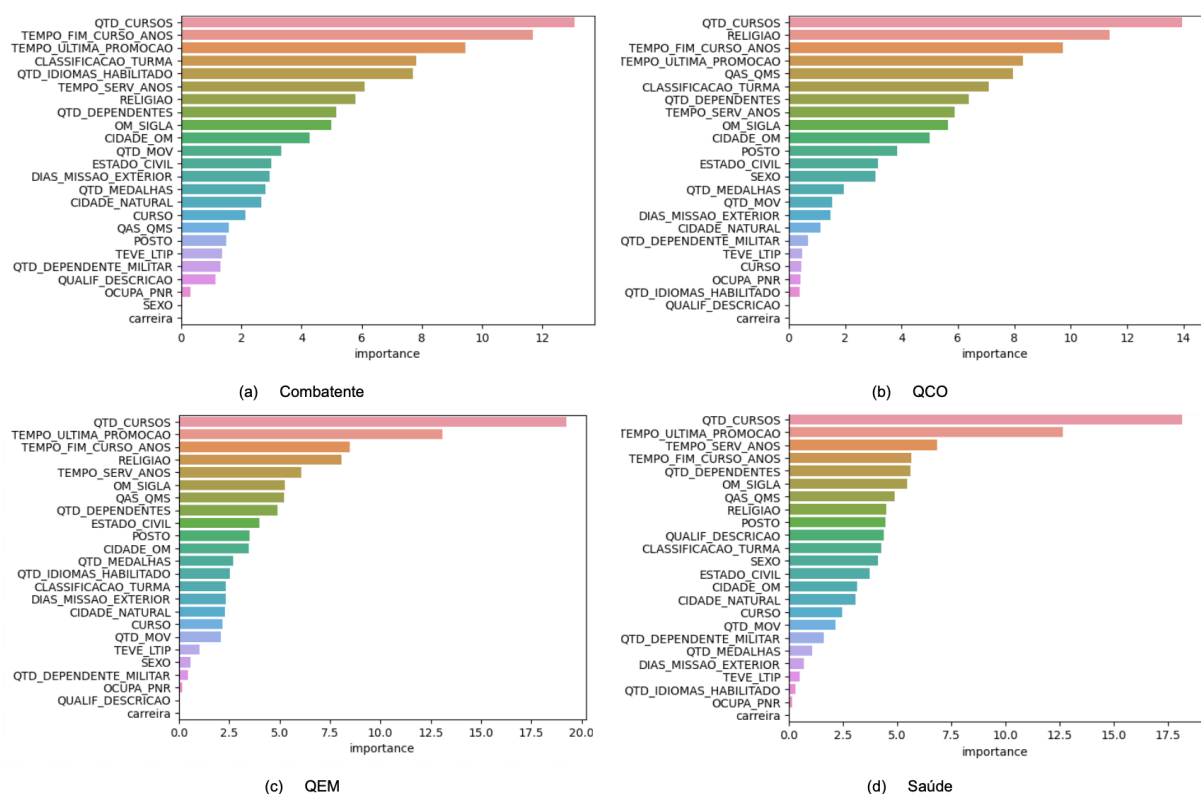 QTD_CURSOS
TEMPO_FIM_CURSO_ANOS
TEMPO_ULTIMA_PROMOCAO
CLASSIFICACAO_TURMA
QTD_IDIOMAS_HABILITADO
TEMPO_SERV_ANOS
RELIGIAO
QTD_DEPENDENTES
OM_SIGLA
CIDADE_OM
QTD_MOV
ESTADO_CIVIL
DIAS_MISSAO_EXTERIOR
QTD_MEDALHAS
CIDADE_NATURAL
CURSO
QAS_QMS
POSTO
TEVE_LTIP
QTD_DEPENDENTE_MILITAR
QUALIF_DESCRICAO
OCUPA_PNR
SEXO
carreira
0 2 4 6 8 10 12
importance
(a) Combatente
QTD_CURSOS
RELIGIAO
TEMPO_FIM_CURSO_ANOS
TEMPO_ULTIMA_PROMOCAO
QAS_QMS
CLASSIFICACAO_TURMA
QTD_DEPENDENTES
TEMPO_SERV_ANOS
OM_SIGLA
CIDADE_OM
POSTO
ESTADO_CIVIL
SEXO
QTD_MEDALHAS
QTD_MOV
DIAS_MISSAO_EXTERIOR
CIDADE_NATURAL
QTD_DEPENDENTE_MILITAR
TEVE_LTIP
CURSO
OCUPA_PNR
QTD_IDIOMAS_HABILITADO
QUALIF_DESCRICAO
carreira
0 2 4 6 8 10 12 14
importance
(b) QCO
QTD_CURSOS
TEMPO_ULTIMA_PROMOCAO
TEMPO_FIM_CURSO_ANOS
RELIGIAO
TEMPO_SERV_ANOS
OM_SIGLA
QAS_QMS
QTD_DEPENDENTES
ESTADO_CIVIL
POSTO
CIDADE_OM
QTD_MEDALHAS
QTD_IDIOMAS_HABILITADO
CLASSIFICACAO_TURMA
DIAS_MISSAO_EXTERIOR
CIDADE_NATURAL
CURSO
QTD_MOV
TEVE_LTIP
SEXO
QTD_DEPENDENTE_MILITAR
OCUPA_PNR
QUALIF_DESCRICAO
carreira
0.0 2.5 5.0 7.5 10.0 12.5 15.0 17.5 20.0
importance
(c) QEM
QTD_CURSOS
TEMPO_ULTIMA_PROMOCAO
TEMPO_SERV_ANOS
TEMPO_FIM_CURSO_ANOS
QTD_DEPENDENTES
OM_SIGLA
QAS_QMS
RELIGIAO
POSTO
QUALIF_DESCRICAO
CLASSIFICACAO_TURMA
SEXO
ESTADO_CIVIL
CIDADE_OM
CIDADE_NATURAL
CURSO
QTD_MOV
QTD_DEPENDENTE_MILITAR
QTD_MEDALHAS
DIAS_MISSAO_EXTERIOR
TEVE_LTIP
QTD_IDIOMAS_HABILITADO
OCUPA_PNR
carreira
0.0 2.5 5.0 7.5 10.0 12.5 15.0 17.5
importance
(d) Saúde